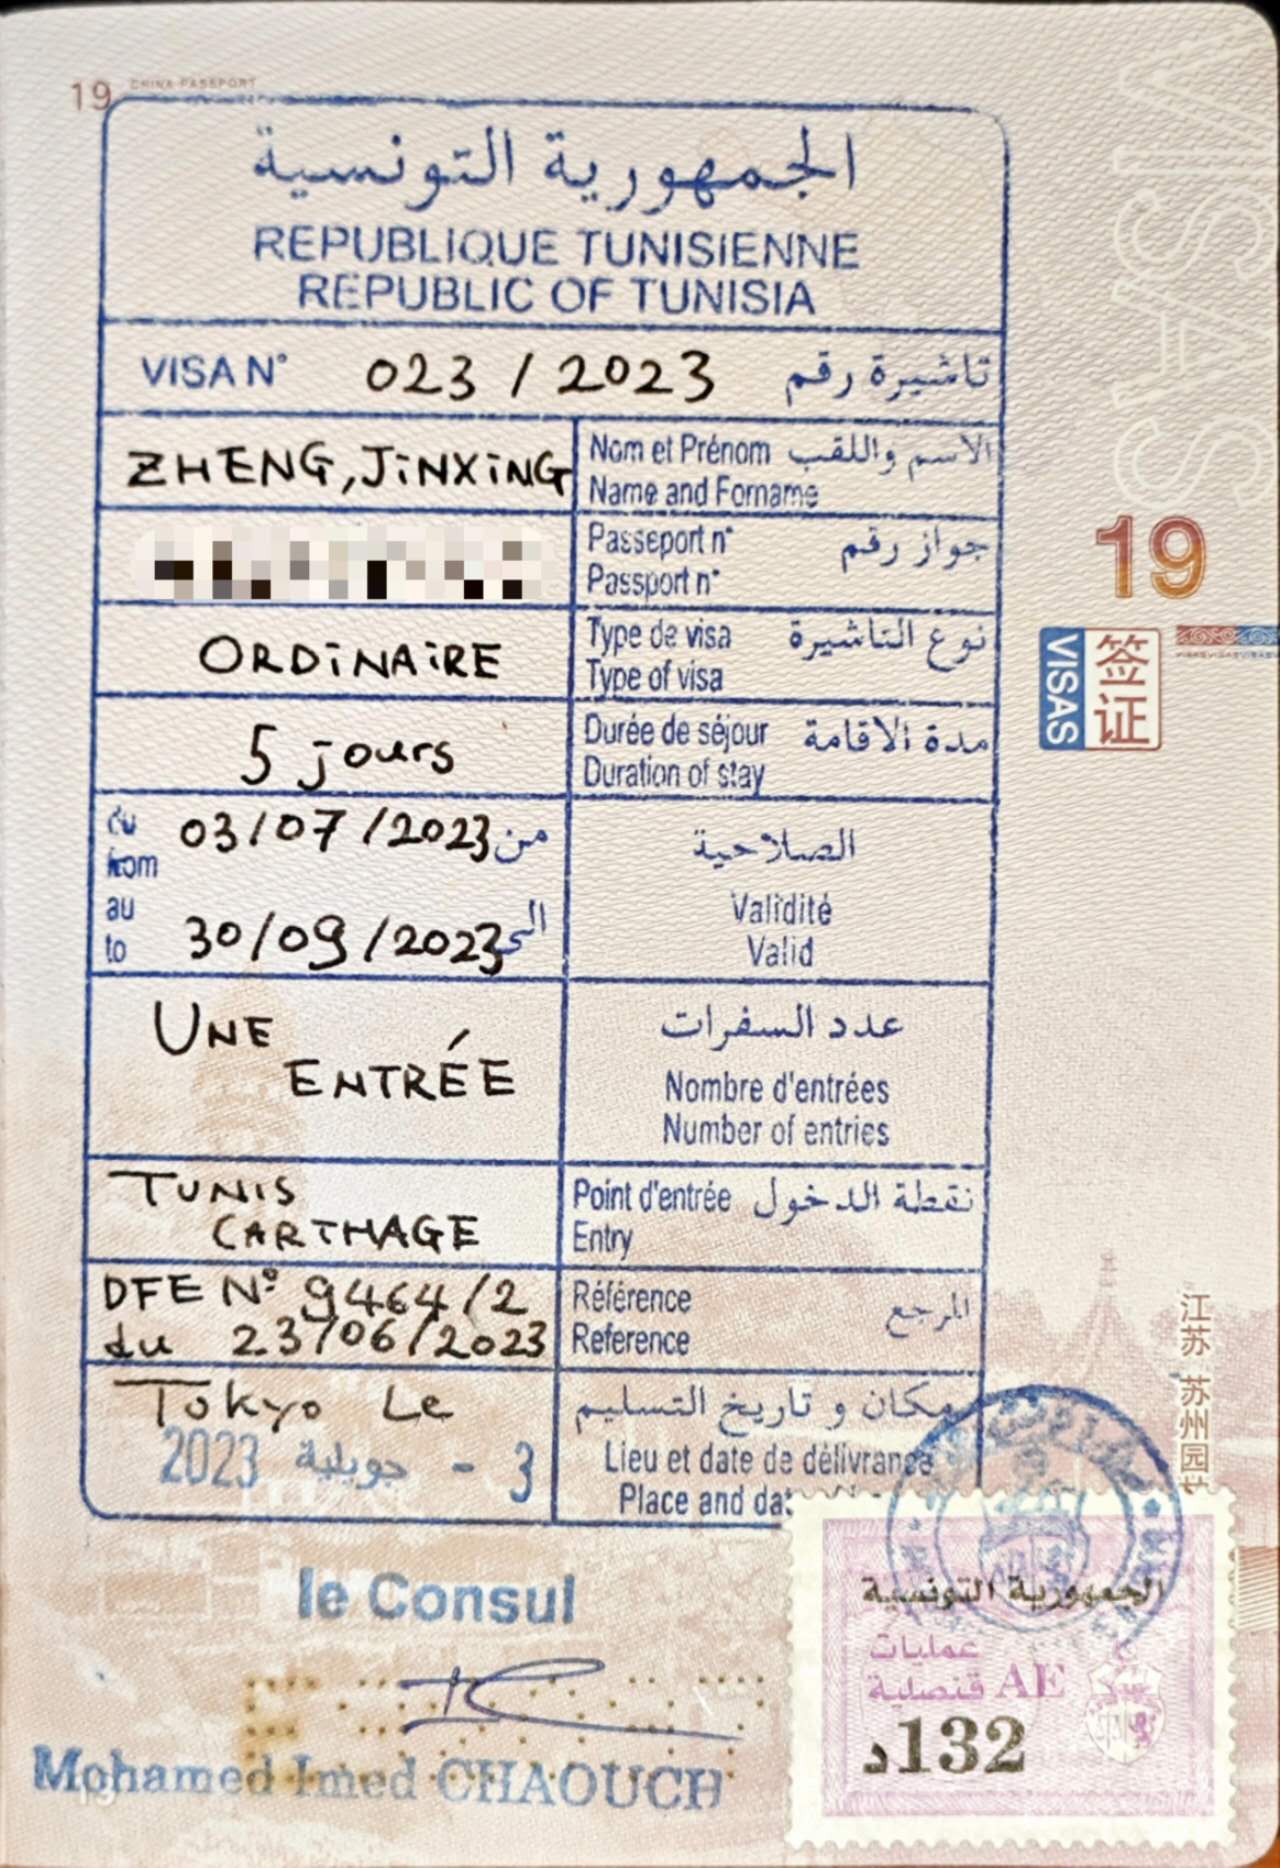 19 CHINA PASSPORT
الجمهورية التونسية
REPUBLIQUE TUNISIENNE
REPUBLIC OF TUNISIA
VISA N° 023 / 2023 تاشيرة رقم
ZHENG, JiNXiNG
Nom et Prénom الاسم واللقب
Name and Forname
Passeport n° جواز رقم
Passport n°
ORDiNAiRE
Type de visa نوع التاشيرة
Type of visa
5 jours
Durée de séjour مدة الاقامة
Duration of stay
du 03/07/2023 من
from
au 30/09/2023 الى
to
الصلاحية
Validité
Valid
UNE
ENTRÉE
عدد السفرات
Nombre d'entrées
Number of entries
TUNIS
CARTHAGE
Point d'entrée نقطة الدخول
Entry
DFE N° 9464/2
du 23/06/2023
Référence المرجع
Reference
Tokyo Le
3 - جويلية 2023
مكان و تاريخ التسليم
Lieu et date de délivrance
Place and
le Consul
Mohamed Imed CHAOUCH
الجمهورية التونسية
عمليات
قنصلية AE
132د
VISAS
19
VISAS
签证
江苏 苏州园